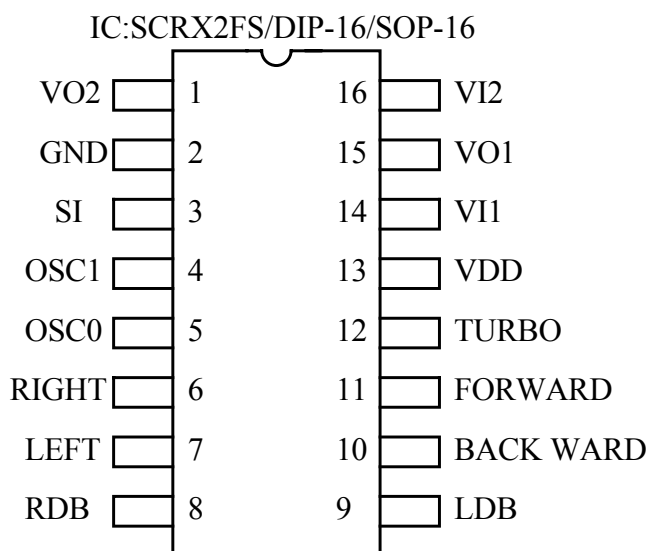 IC:SCRX2FS/DIP-16/SOP-16
VO2 1 16 VI2
GND 2 15 VO1
SI 3 14 VI1
OSC1 4 13 VDD
OSC0 5 12 TURBO
RIGHT 6 11 FORWARD
LEFT 7 10 BACK WARD
RDB 8 9 LDB